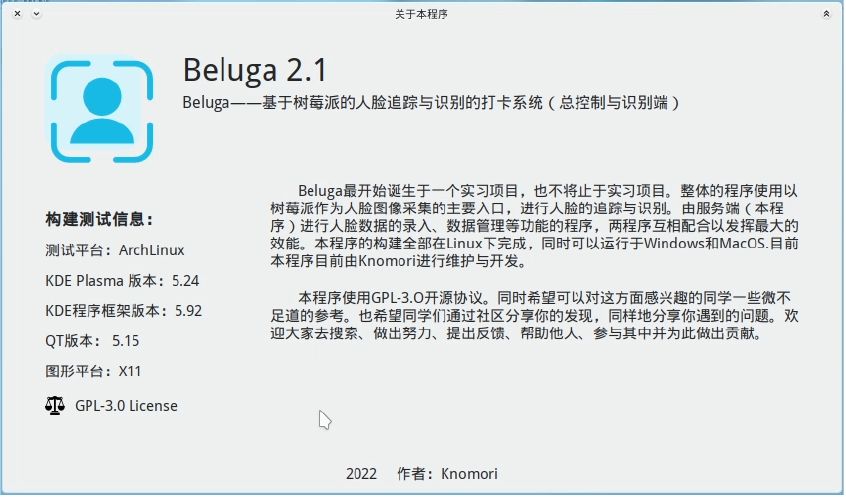 关于本程序
Beluga 2.1
Beluga——基于树莓派的人脸追踪与识别的打卡系统（总控制与识别端）
构建测试信息：
测试平台：ArchLinux
KDE Plasma 版本：5.24
KDE程序框架版本：5.92
QT版本： 5.15
图形平台：X11
GPL-3.0 License
Beluga最开始诞生于一个实习项目，也不将止于实习项目。整体的程序使用以
树莓派作为人脸图像采集的主要入口，进行人脸的追踪与识别。由服务端（本程
序）进行人脸数据的录入、数据管理等功能的程序，两程序互相配合以发挥最大的
效能。本程序的构建全部在Linux下完成，同时可以运行于Windows和MacOS.目前
本程序目前由Knomori进行维护与开发。
本程序使用GPL-3.O开源协议。同时希望可以对这方面感兴趣的同学一些微不
足道的参考。也希望同学们通过社区分享你的发现，同样地分享你遇到的问题。欢
迎大家去搜索、做出努力、提出反馈、帮助他人、参与其中并为此做出贡献。
2022 作者：Knomori